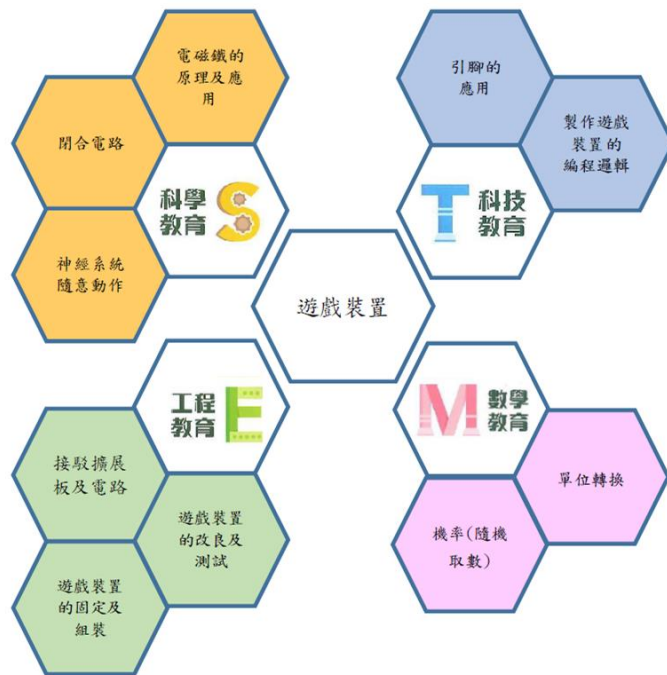 電磁鐵的
原理及應
用
閉合電路
科學
教育
S
神經系統
隨意動作
引腳的
應用
製作遊戲
裝置的
編程邏輯
T
科技
教育
遊戲裝置
工程
教育
E
接駁擴展
板及電路
遊戲裝置
的改良及
測試
遊戲裝置
的固定及
組裝
M
數學
教育
單位轉換
機率(隨機
取數)